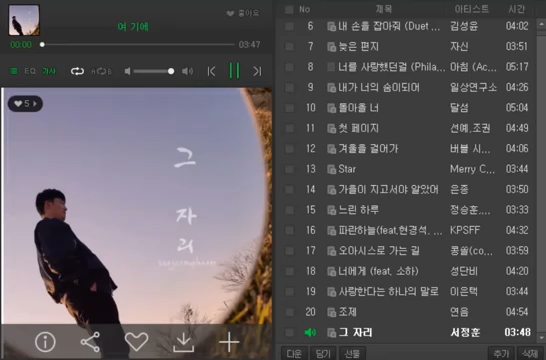 ♥ 좋아요
여 기에
00:00
03:47
EQ 가사
♥5
그
자
리
seojeonghoon
No 제목 아티스트 시간
6 내 손을 잡아줘 (Duet ... 김성윤 04:02
7 늦은 편지 자신 03:51
8 너를 사랑했던걸 (Phila... 아침 (Ac... 05:17
9 내가 너의 숨이되어 일상연구소 04:26
10 돌아올 너 달섬 05:04
11 첫 페이지 선예,조권 04:49
12 겨울을 걸어가 버블 시... 04:06
13 Star Merry C... 03:44
14 가을이 지고서야 알았어 은종 03:50
15 느린 하루 정승훈,... 03:33
16 파란하늘(feat,현경석, ... KPSFF 04:32
17 오아시스로 가는 길 콩쏠(co... 03:59
18 너에게 (feat, 소하) 성단비 04:20
19 사랑한다는 하나의 말로 이은택 03:44
20 조제 연음 04:54
그 자리 서정훈 03:48
다운 담기 선물 추가 삭제